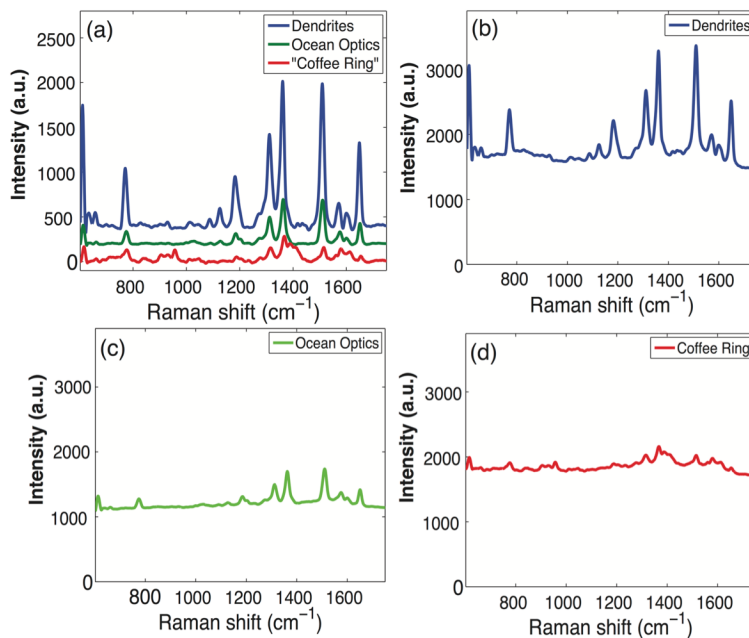 (a)
Dendrites
Ocean Optics
"Coffee Ring"
2500
2000
1500
1000
500
0
Intensity (a.u.)
800 1000 1200 1400 1600
Raman shift (cm⁻¹)
(b)
Dendrites
3000
2000
1000
0
Intensity (a.u.)
800 1000 1200 1400 1600
Raman shift (cm⁻¹)
(c)
Ocean Optics
3000
2000
1000
0
Intensity (a.u.)
800 1000 1200 1400 1600
Raman shift (cm⁻¹)
(d)
Coffee Ring
3000
2000
1000
0
Intensity (a.u.)
800 1000 1200 1400 1600
Raman shift (cm⁻¹)